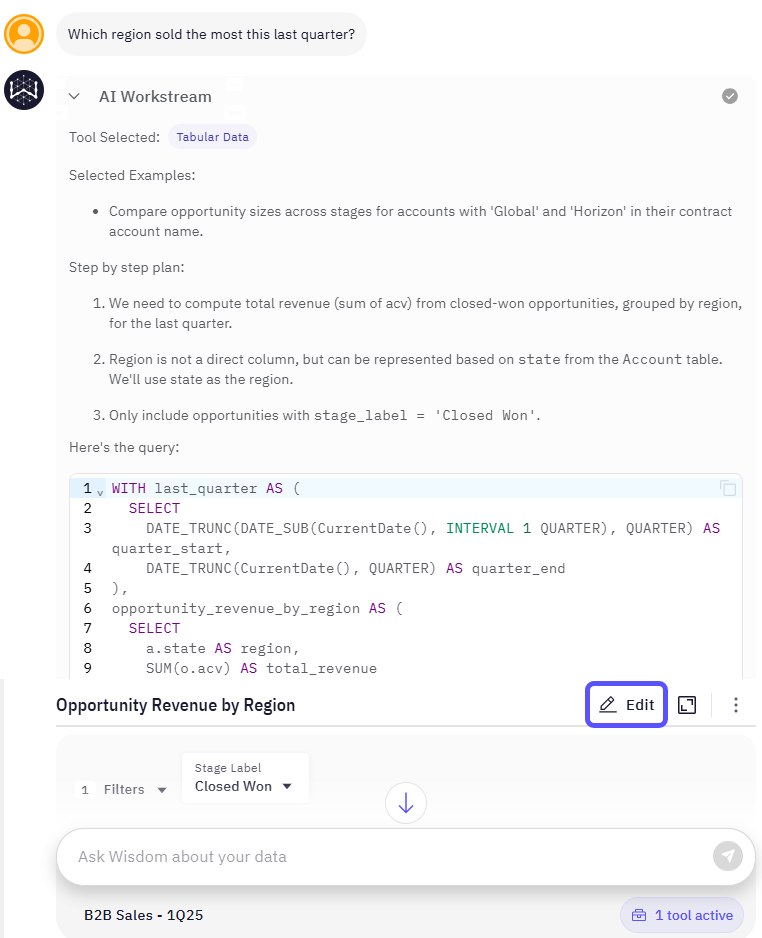 Which region sold the most this last quarter?
AI Workstream
Tool Selected: Tabular Data
Selected Examples:
• Compare opportunity sizes across stages for accounts with 'Global' and 'Horizon' in their contract
account name.
Step by step plan:
1. We need to compute total revenue (sum of acv) from closed-won opportunities, grouped by region,
for the last quarter.
2. Region is not a direct column, but can be represented based on state from the Account table.
We'll use state as the region.
3. Only include opportunities with stage_label = 'Closed Won'.
Here's the query:
1 WITH last_quarter AS (
2 SELECT
3 DATE_TRUNC(DATE_SUB(CurrentDate(), INTERVAL 1 QUARTER), QUARTER) AS
quarter_start,
4 DATE_TRUNC(CurrentDate(), QUARTER) AS quarter_end
5 ),
6 opportunity_revenue_by_region AS (
7 SELECT
8 a.state AS region,
9 SUM(o.acv) AS total_revenue
Opportunity Revenue by Region
Edit
1 Filters
Stage Label
Closed Won
Ask Wisdom about your data
B2B Sales - 1Q25
1 tool active